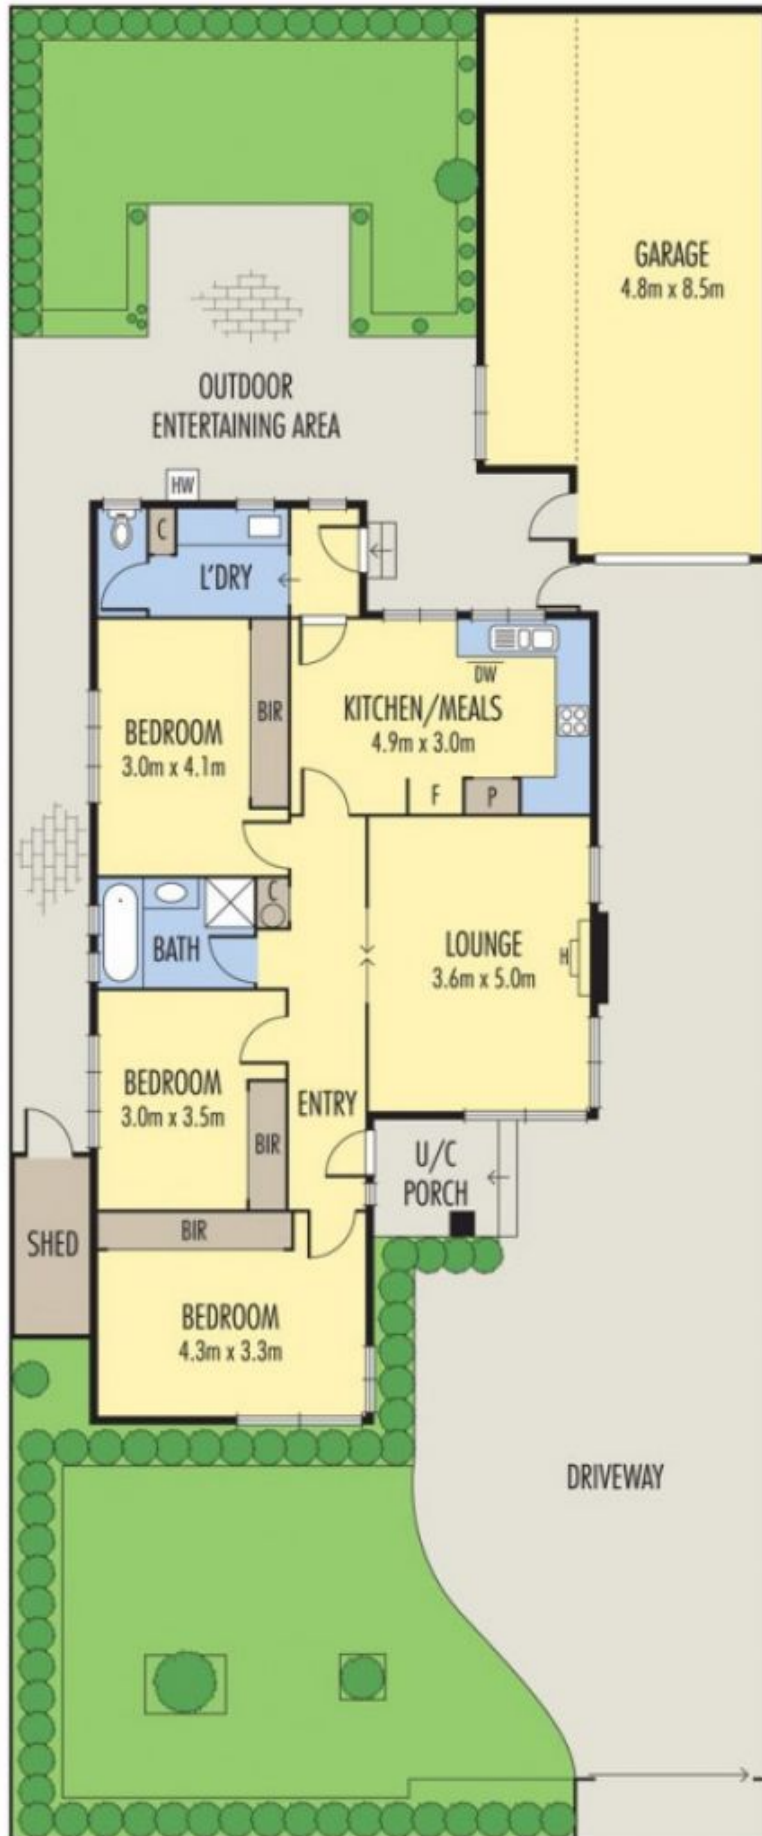 GARAGE
4.8m x 8.5m
OUTDOOR
ENTERTAINING AREA
HW
C
L'DRY
DW
KITCHEN/MEALS
4.9m x 3.0m
BIR
BEDROOM
3.0m x 4.1m
F
P
C
BATH
LOUNGE
3.6m x 5.0m
H
BEDROOM
3.0m x 3.5m
BIR
ENTRY
U/C
PORCH
SHED
BIR
BEDROOM
4.3m x 3.3m
DRIVEWAY